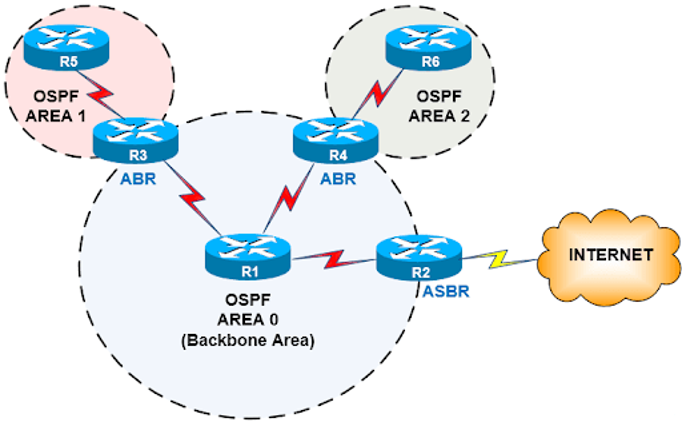 R5
OSPF
AREA 1
R3
ABR
R6
OSPF
AREA 2
R4
ABR
R1
OSPF
AREA 0
(Backbone Area)
R2
ASBR
INTERNET